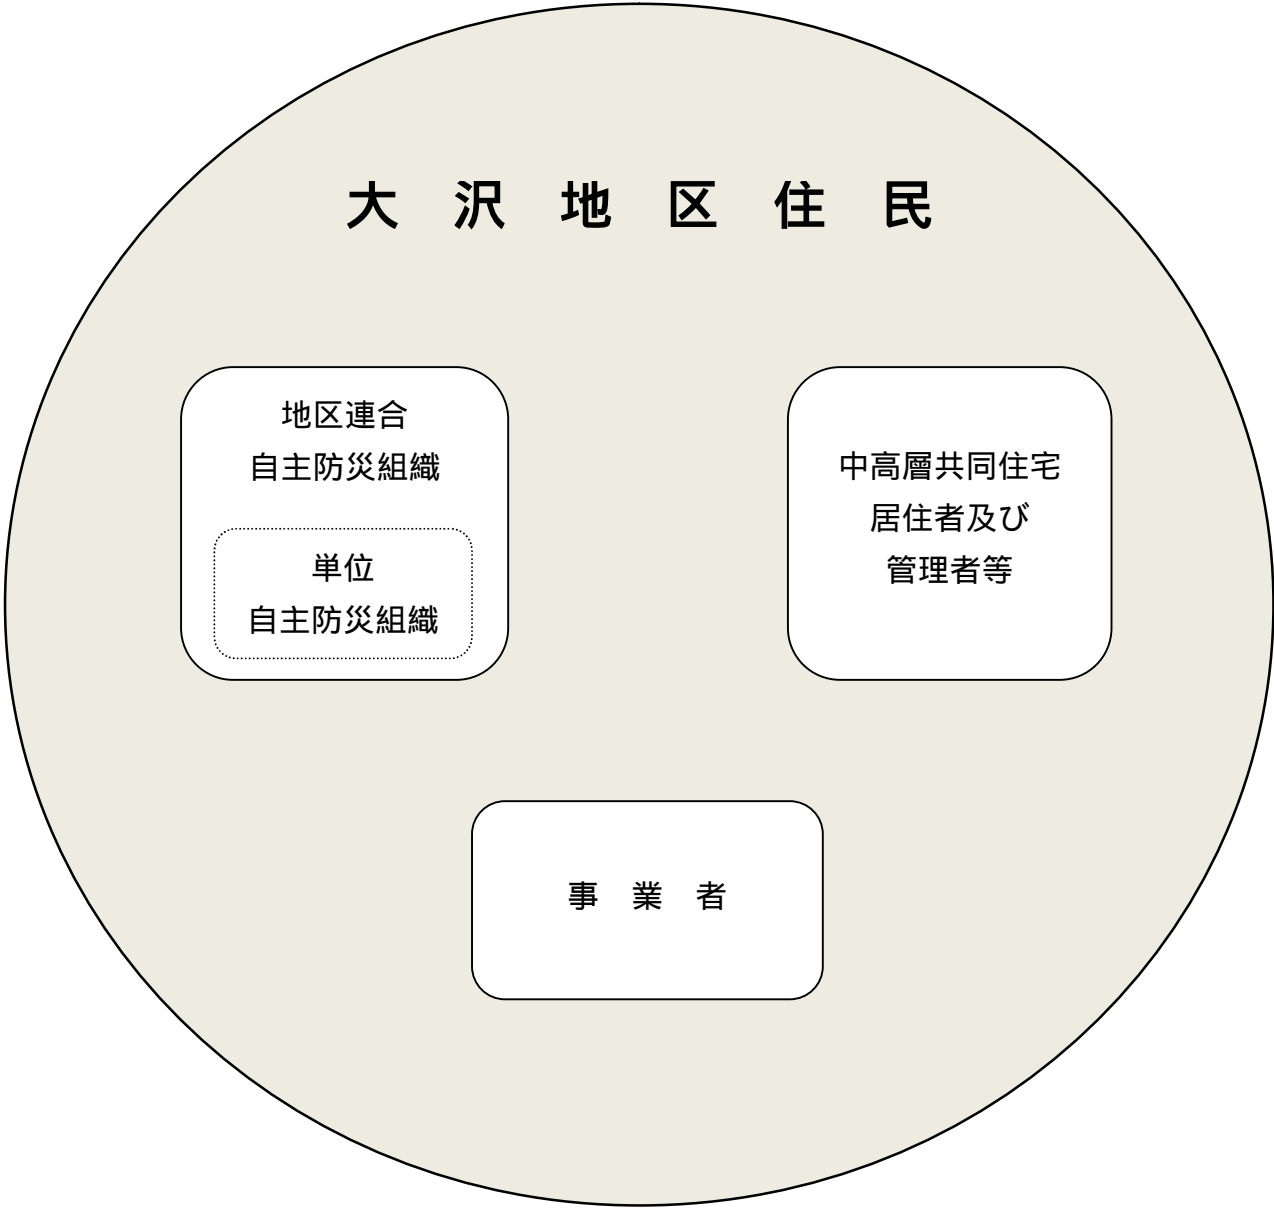 大　沢　地　区　住　民
地区連合
自主防災組織
単位
自主防災組織
中高層共同住宅
居住者及び
管理者等
事　業　者